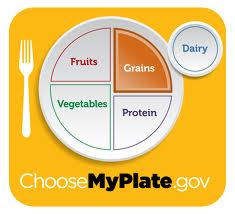 Dairy
Fruits
Grains
Vegetables
Protein
ChooseMyPlate.gov